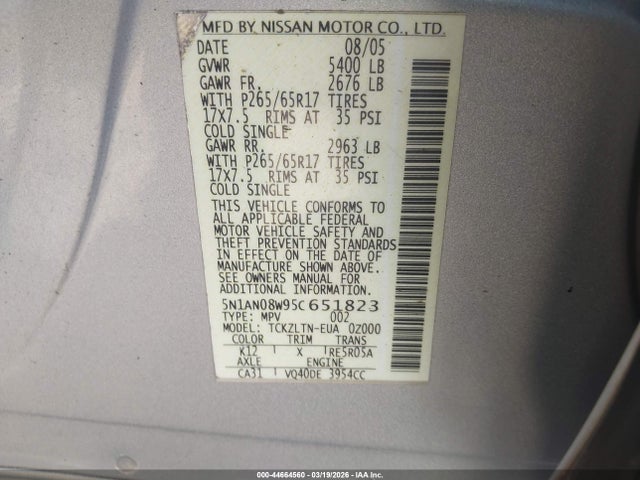 MFD BY NISSAN MOTOR CO., LTD.
DATE 08/05
GVWR 5400 LB
GAWR FR. 2676 LB
WITH P265/65R17 TIRES
17X7.5 RIMS AT 35 PSI
COLD SINGLE
GAWR RR. 2963 LB
WITH P265/65R17 TIRES
17X7.5 RIMS AT 35 PSI
COLD SINGLE
THIS VEHICLE CONFORMS TO
ALL APPLICABLE FEDERAL
MOTOR VEHICLE SAFETY AND
THEFT PREVENTION STANDARDS
IN EFFECT ON THE DATE OF
MANUFACTURE SHOWN ABOVE.
SEE OWNERS MANUAL FOR
ADDITIONAL INFORMATION.
5N1AN08W95C651823
TYPE: MPV 002
MODEL: TCKZLTN-EUA 0Z000
COLOR TRIM TRANS
K12 X RE5R05A
AXLE ENGINE
CA31 VQ40DE 3954CC
000-44664560 | 03/19/2026 - IAA